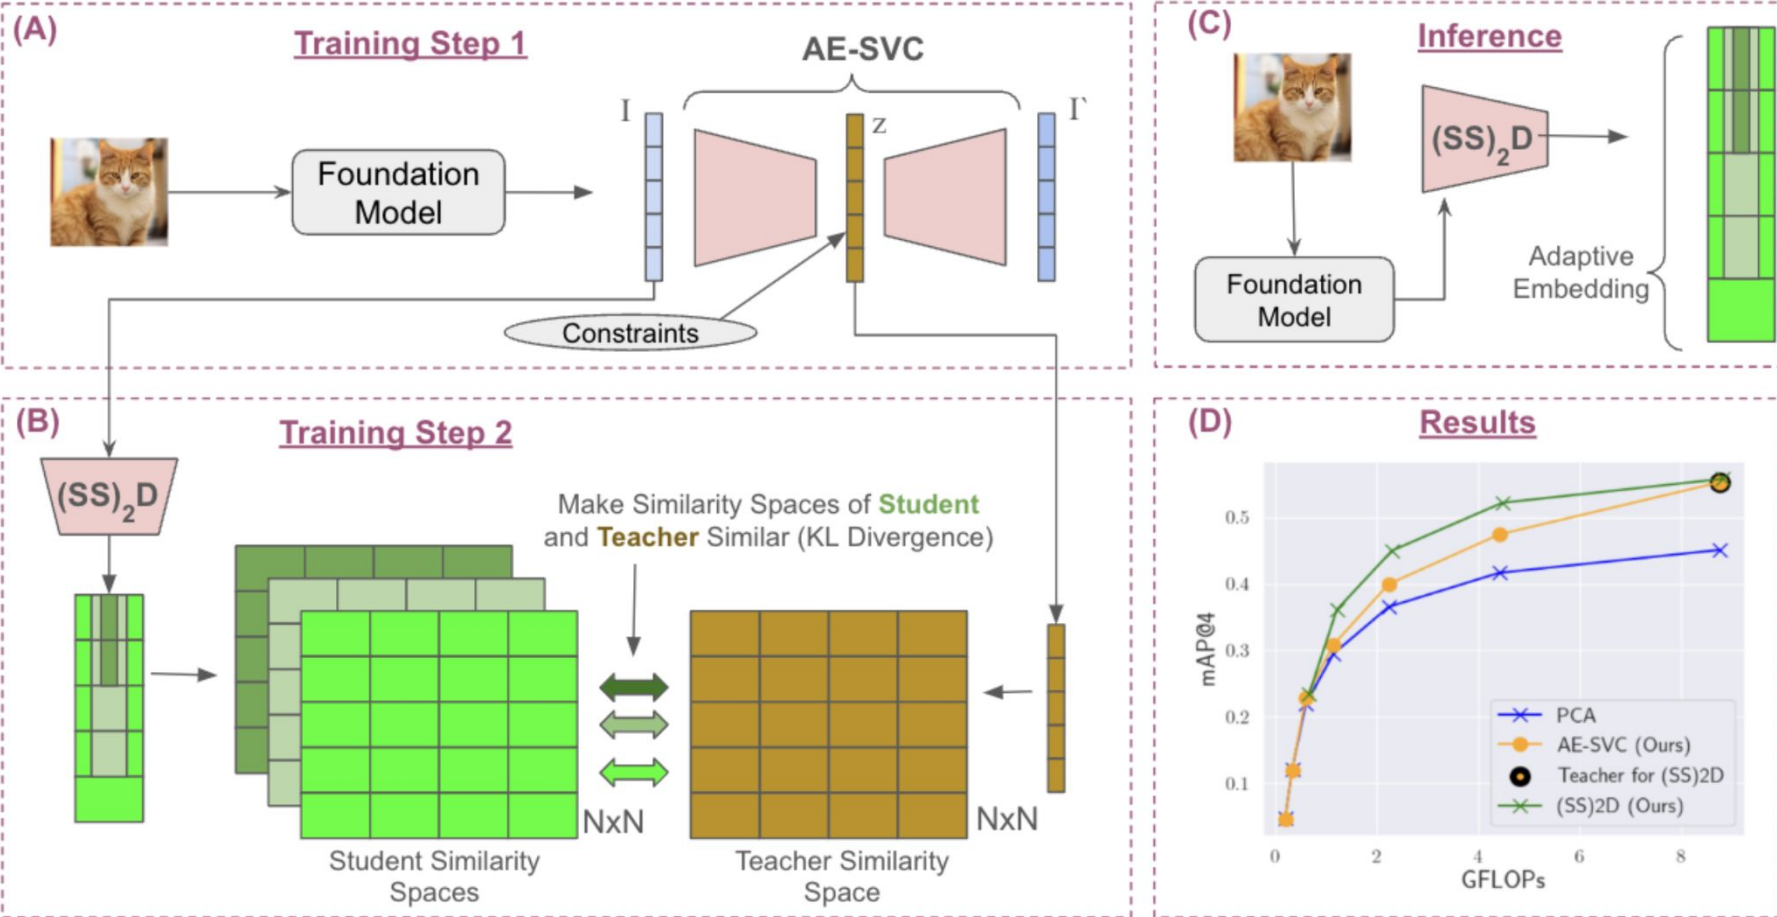 (A)
Training Step 1
AE-SVC
I
z
I`
Foundation
Model
Constraints
(B)
Training Step 2
(SS)2D
Make Similarity Spaces of Student
and Teacher Similar (KL Divergence)
NxN
NxN
Student Similarity
Spaces
Teacher Similarity
Space
(C)
Inference
(SS)2D
Foundation
Model
Adaptive
Embedding
(D)
Results
mAP@4
0.5
0.4
0.3
0.2
0.1
PCA
AE-SVC (Ours)
Teacher for (SS)2D
(SS)2D (Ours)
0 2 4 6 8
GFLOPs